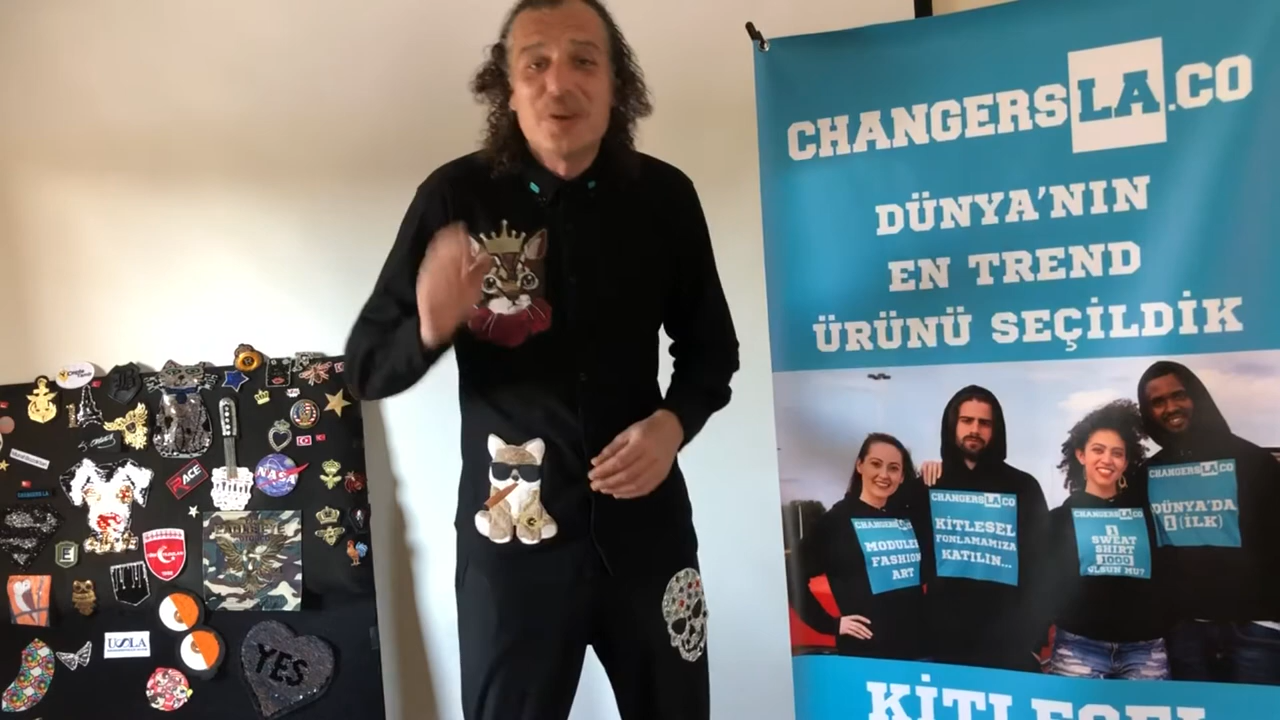 CHANGERSLA.CO
DÜNYA'NIN
EN TREND
ÜRÜNÜ SEÇİLDİK
CHANGERSLA.CO
MODULER
FASHION
ART
CHANGERSLA.CO
KİTLESEL
FONLAMAMIZA
KATILIN...
CHANGERSLA.CO
1
SWEAT
SHIRT
1000
OLSUN MU?
CHANGERSLA.CO
DÜNYA'DA
1 (İLK)
RACE
NASA
E
USLA
YES